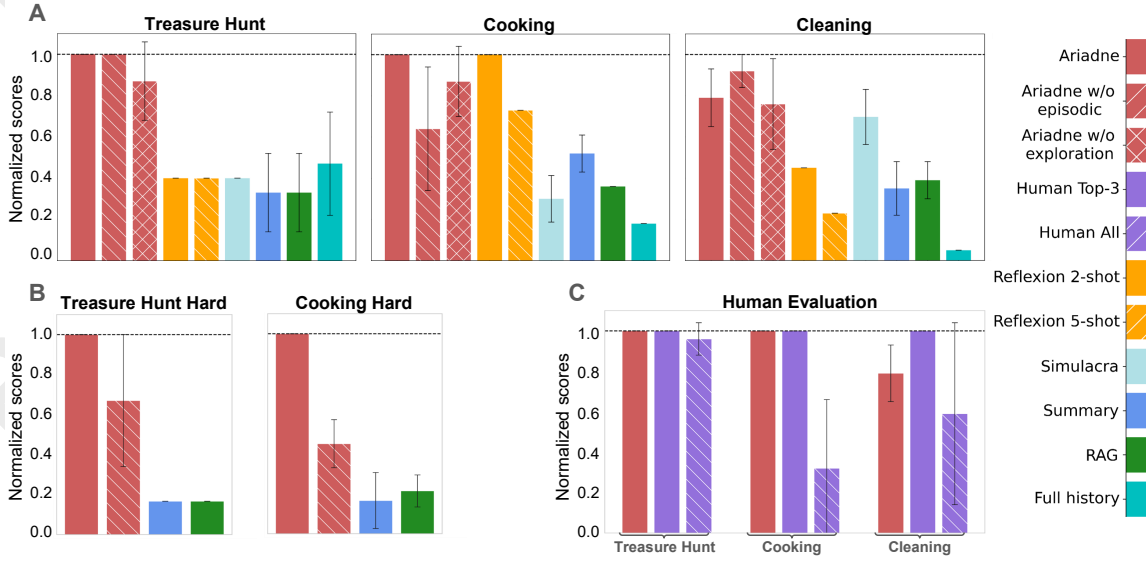 A
Treasure Hunt
Cooking
Cleaning
Normalized scores
1.0
0.8
0.6
0.4
0.2
0.0
Ariadne
Ariadne w/o
episodic
Ariadne w/o
exploration
Human Top-3
Human All
Reflexion 2-shot
Reflexion 5-shot
Simulacra
Summary
RAG
Full history
B
Treasure Hunt Hard
Cooking Hard
Normalized scores
1.0
0.8
0.6
0.4
0.2
0.0
C
Human Evaluation
Normalized scores
1.0
0.8
0.6
0.4
0.2
0.0
Treasure Hunt
Cooking
Cleaning